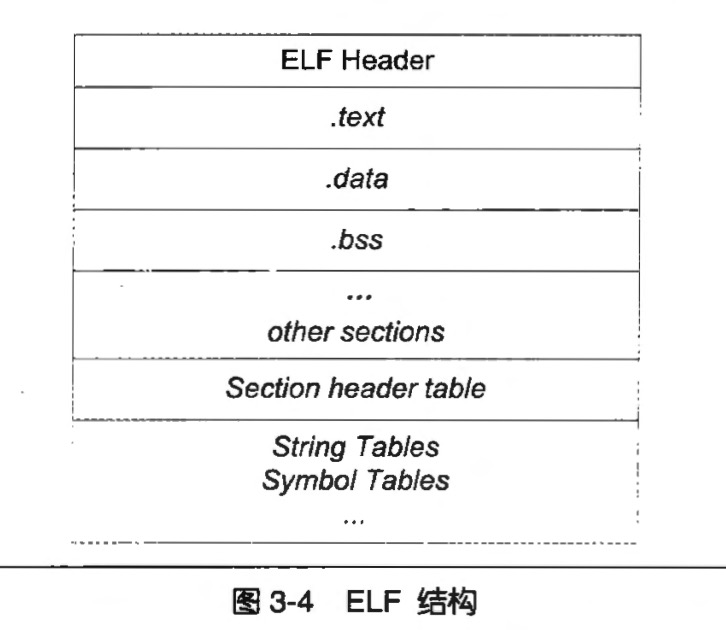 ELF Header
.text
.data
.bss
...
other sections
Section header table
String Tables
Symbol Tables
...
图 3-4 ELF 结构